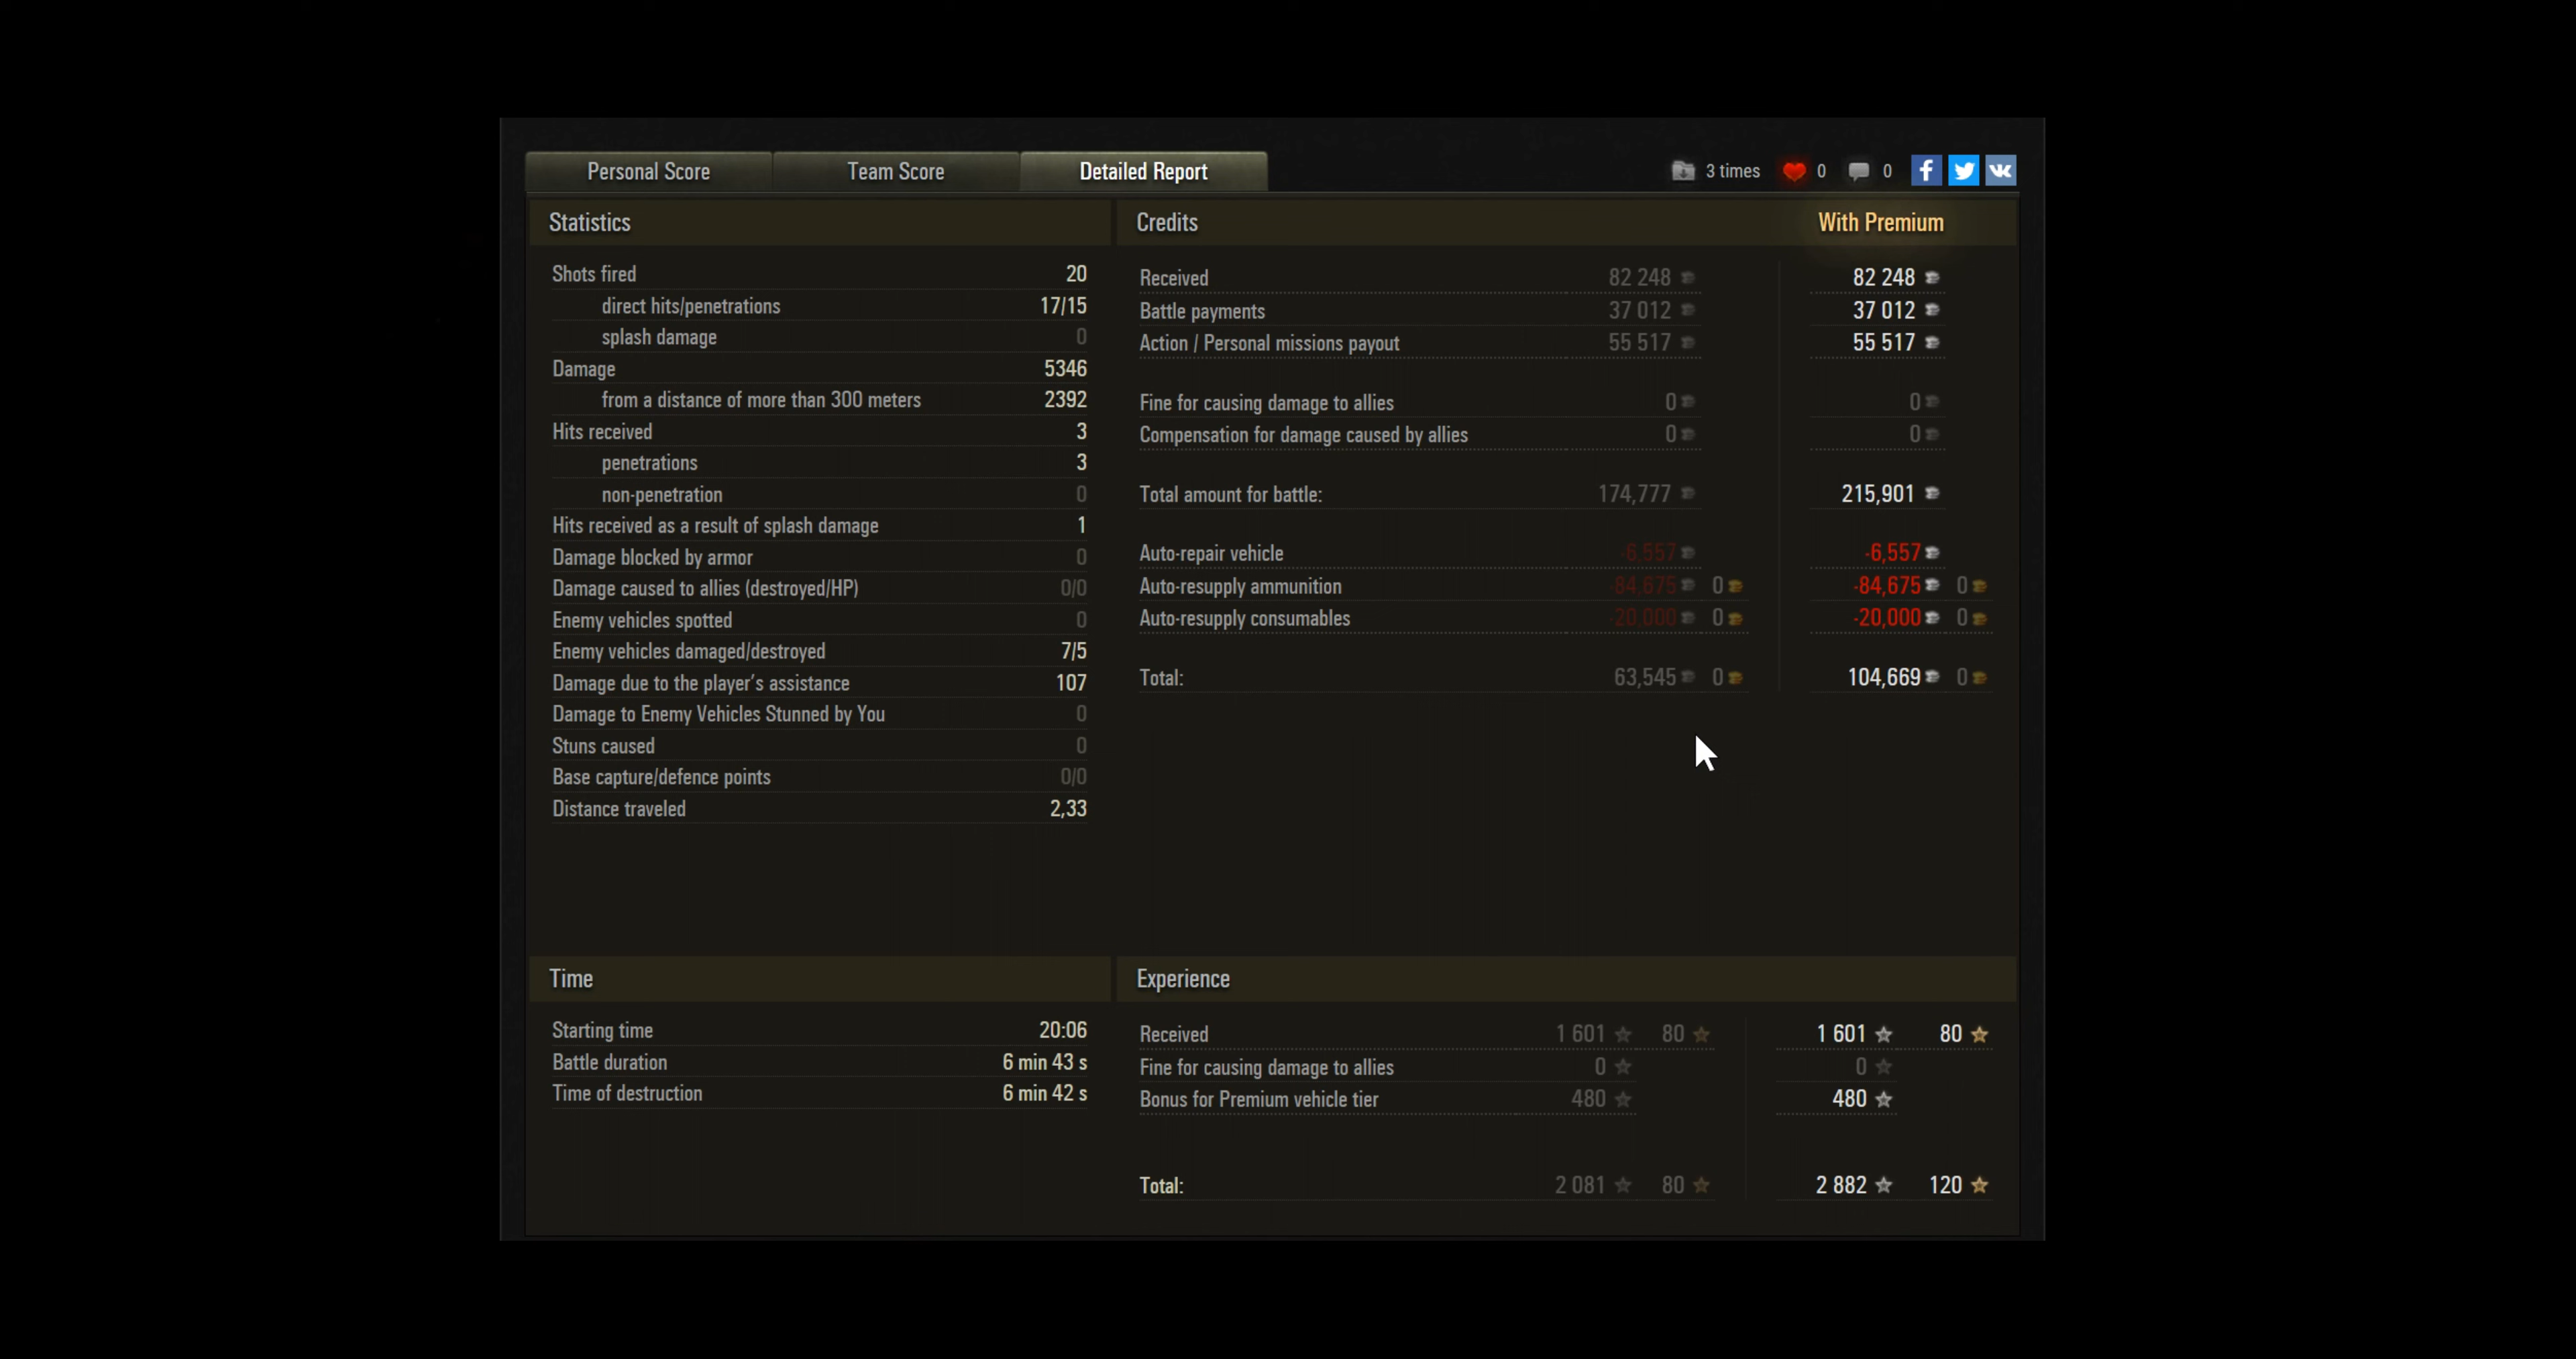 Personal Score Team Score Detailed Report 3 times 0 0
Statistics
Shots fired 20
direct hits/penetrations 17/15
splash damage 0
Damage 5346
from a distance of more than 300 meters 2392
Hits received 3
penetrations 3
non-penetration 0
Hits received as a result of splash damage 1
Damage blocked by armor 0
Damage caused to allies (destroyed/HP) 0/0
Enemy vehicles spotted 0
Enemy vehicles damaged/destroyed 7/5
Damage due to the player's assistance 107
Damage to Enemy Vehicles Stunned by You 0
Stuns caused 0
Base capture/defence points 0/0
Distance traveled 2,33
Credits With Premium
Received 82 248 82 248
Battle payments 37 012 37 012
Action / Personal missions payout 55 517 55 517
Fine for causing damage to allies 0 0
Compensation for damage caused by allies 0 0
Total amount for battle: 174,777 215,901
Auto-repair vehicle -6,557 -6,557
Auto-resupply ammunition -84,675 0 -84,675 0
Auto-resupply consumables -20,000 0 -20,000 0
Total: 63,545 0 104,669 0
Time
Starting time 20:06
Battle duration 6 min 43 s
Time of destruction 6 min 42 s
Experience
Received 1 601 80 1 601 80
Fine for causing damage to allies 0 0
Bonus for Premium vehicle tier 480 480
Total: 2 081 80 2 882 120